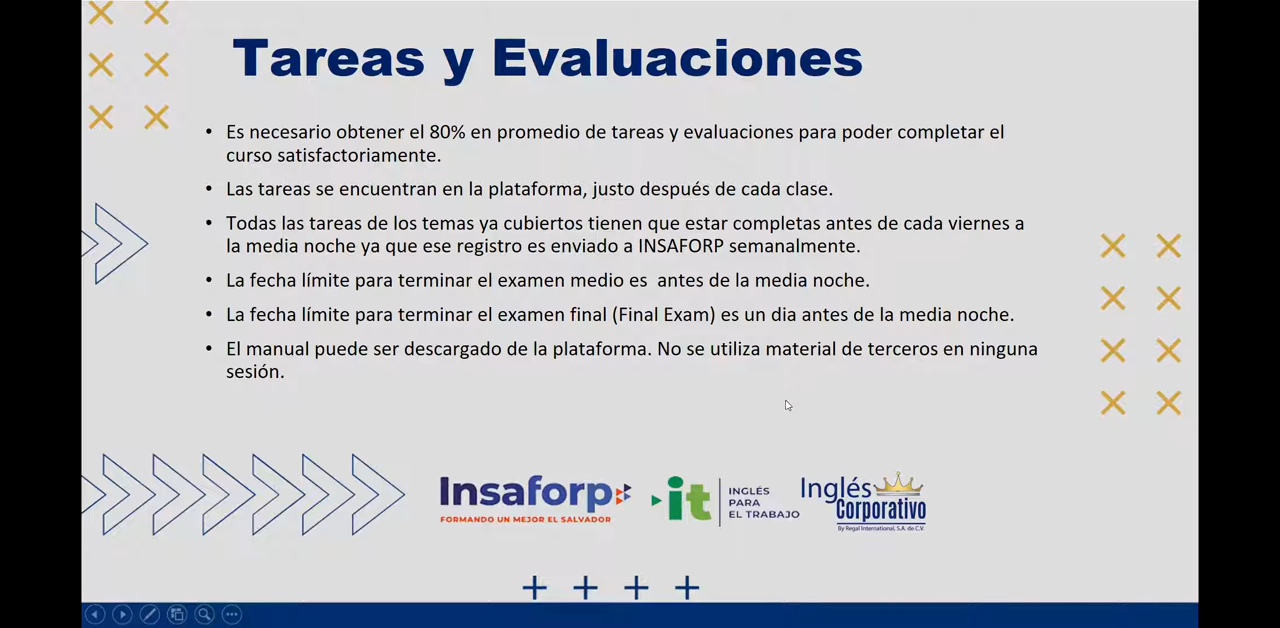 Tareas y Evaluaciones
• Es necesario obtener el 80% en promedio de tareas y evaluaciones para poder completar el
curso satisfactoriamente.
• Las tareas se encuentran en la plataforma, justo después de cada clase.
• Todas las tareas de los temas ya cubiertos tienen que estar completas antes de cada viernes a
la media noche ya que ese registro es enviado a INSAFORP semanalmente.
• La fecha límite para terminar el examen medio es  antes de la media noche.
• La fecha límite para terminar el examen final (Final Exam) es un dia antes de la media noche.
• El manual puede ser descargado de la plataforma. No se utiliza material de terceros en ninguna
sesión.
Insaforp
FORMANDO UN MEJOR EL SALVADOR
it
INGLÉS
PARA
EL TRABAJO
Inglés
Corporativo
By Regal International, S.A. de C.V.